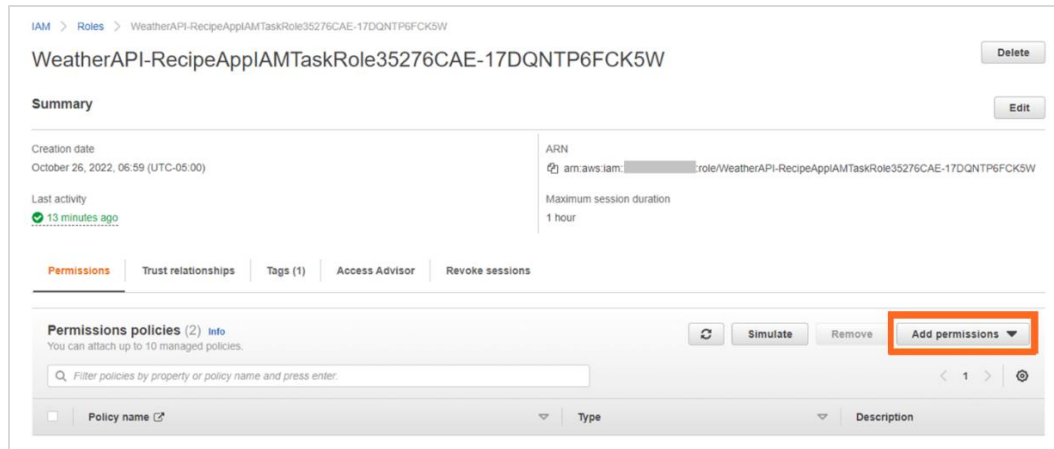 IAM > Roles > WeatherAPI-RecipeAppIAMTaskRole35276CAE-17DQNTP6FCK5W
WeatherAPI-RecipeAppIAMTaskRole35276CAE-17DQNTP6FCK5W
Delete
Summary
Edit
Creation date
October 26, 2022, 06:59 (UTC-05:00)
ARN
arn:aws:iam: :role/WeatherAPI-RecipeAppIAMTaskRole35276CAE-17DQNTP6FCK5W
Last activity
13 minutes ago
Maximum session duration
1 hour
Permissions Trust relationships Tags (1) Access Advisor Revoke sessions
Permissions policies (2) Info
You can attach up to 10 managed policies.
Simulate Remove Add permissions
Filter policies by property or policy name and press enter.
< 1 >
Policy name Type Description